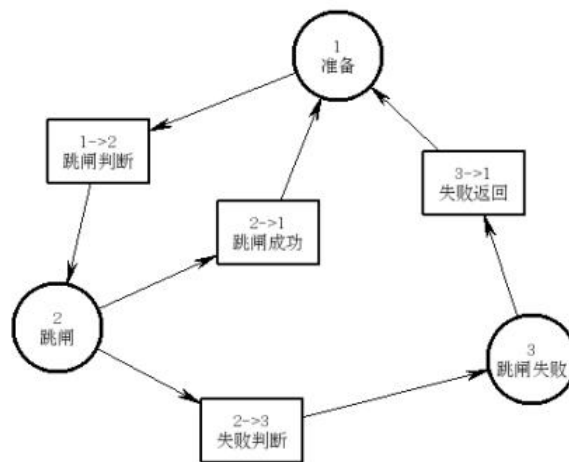 1
准备
1->2
跳闸判断
3->1
失败返回
2->1
跳闸成功
2
跳闸
3
跳闸失败
2->3
失败判断